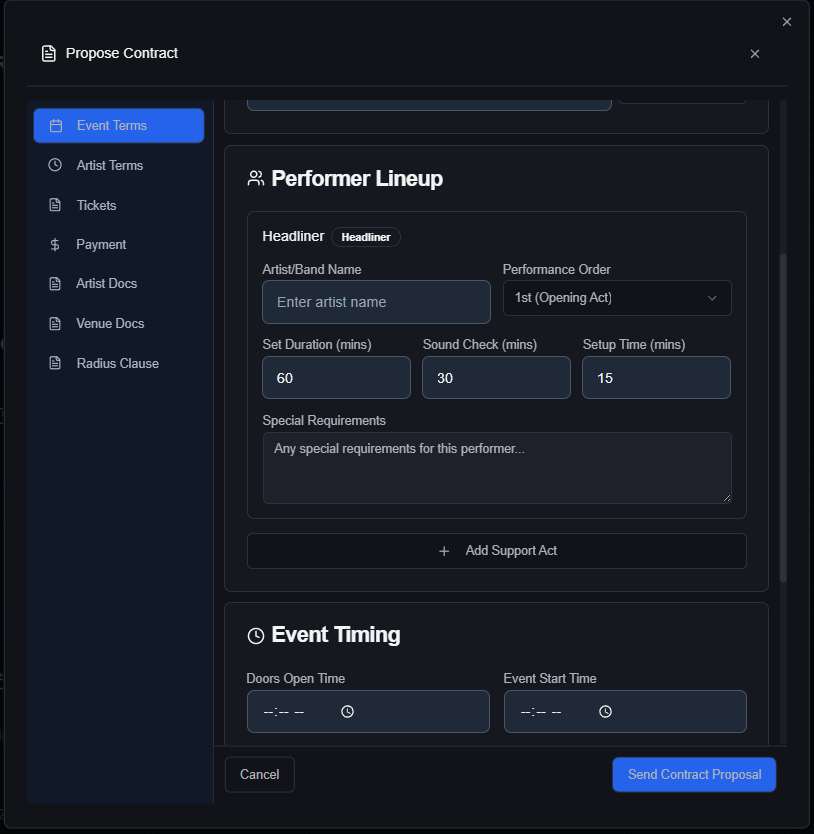 Propose Contract
Event Terms
Artist Terms
Tickets
Payment
Artist Docs
Venue Docs
Radius Clause
Performer Lineup
Headliner Headliner
Artist/Band Name Performance Order
Enter artist name 1st (Opening Act)
Set Duration (mins) Sound Check (mins) Setup Time (mins)
60 30 15
Special Requirements
Any special requirements for this performer...
+ Add Support Act
Event Timing
Doors Open Time Event Start Time
--:-- -- --:-- --
Cancel Send Contract Proposal